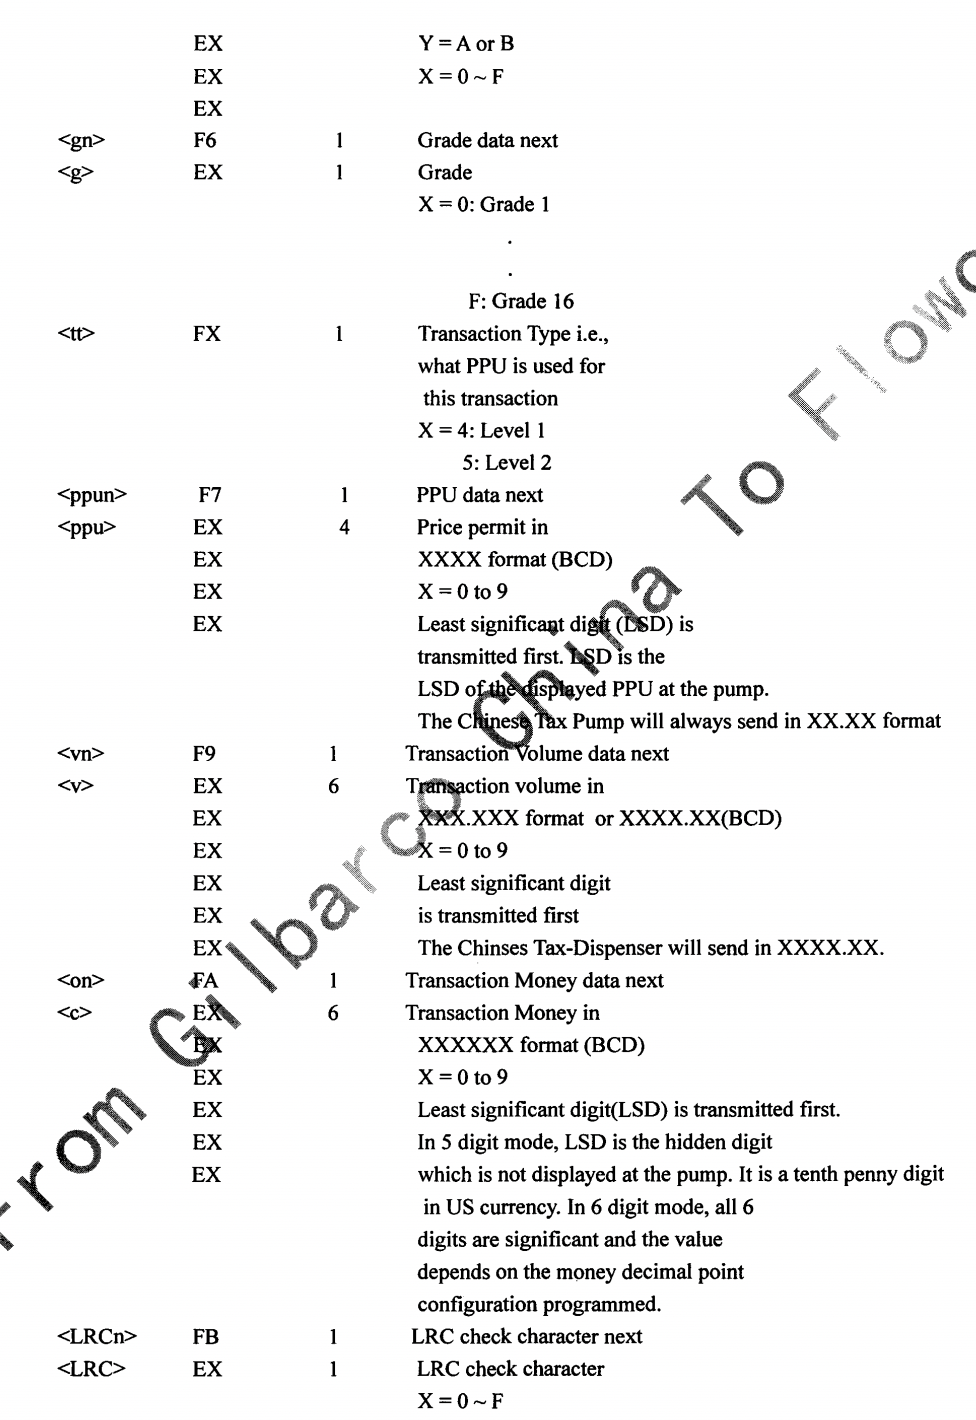 EX Y = A or B
EX X = 0 ~ F
EX
<gn> F6 1 Grade data next
<g> EX 1 Grade
X = 0: Grade 1
.
.
F: Grade 16
<tt> FX 1 Transaction Type i.e.,
what PPU is used for
this transaction
X = 4: Level 1
5: Level 2
<ppun> F7 1 PPU data next
<ppu> EX 4 Price permit in
EX XXXX format (BCD)
EX X = 0 to 9
EX Least significant digit (LSD) is
transmitted first. LSD is the
LSD of the displayed PPU at the pump.
The Chinese Tax Pump will always send in XX.XX format
<vn> F9 1 Transaction Volume data next
<v> EX 6 Transaction volume in
EX XXX.XXX format or XXXX.XX(BCD)
EX X = 0 to 9
EX Least significant digit
EX is transmitted first
EX The Chinses Tax-Dispenser will send in XXXX.XX.
<on> FA 1 Transaction Money data next
<c> EX 6 Transaction Money in
EX XXXXXX format (BCD)
EX X = 0 to 9
EX Least significant digit(LSD) is transmitted first.
EX In 5 digit mode, LSD is the hidden digit
EX which is not displayed at the pump. It is a tenth penny digit
in US currency. In 6 digit mode, all 6
digits are significant and the value
depends on the money decimal point
configuration programmed.
<LRCn> FB 1 LRC check character next
<LRC> EX 1 LRC check character
X = 0 ~ F
From Gilbarco China To Flowc